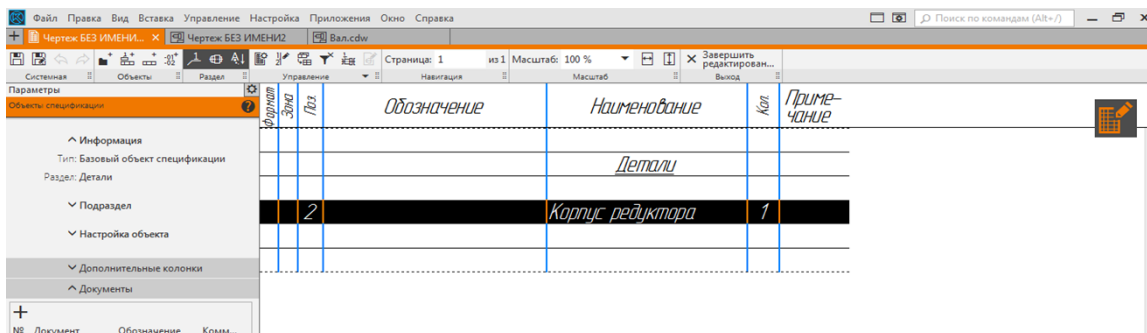 Файл Правка Вид Вставка Управление Настройка Приложения Окно Справка
Поиск по командам (Alt+/)
Чертеж БЕЗ ИМЕНИ...
Чертеж БЕЗ ИМЕНИ2
Вал.cdw
Страница: 1 из 1 Масштаб: 100 %
Завершить
редактирован...
Системная Объекты Раздел Управление Навигация Масштаб Выход
Параметры
Объекты спецификации
Информация
Тип: Базовый объект спецификации
Раздел: Детали
Подраздел
Настройка объекта
Дополнительные колонки
Документы
№ Документ Обозначение Комм...
Формат Зона Поз. Обозначение Наименование Кол. Приме-
чание
Детали
2 Корпус редуктора 1